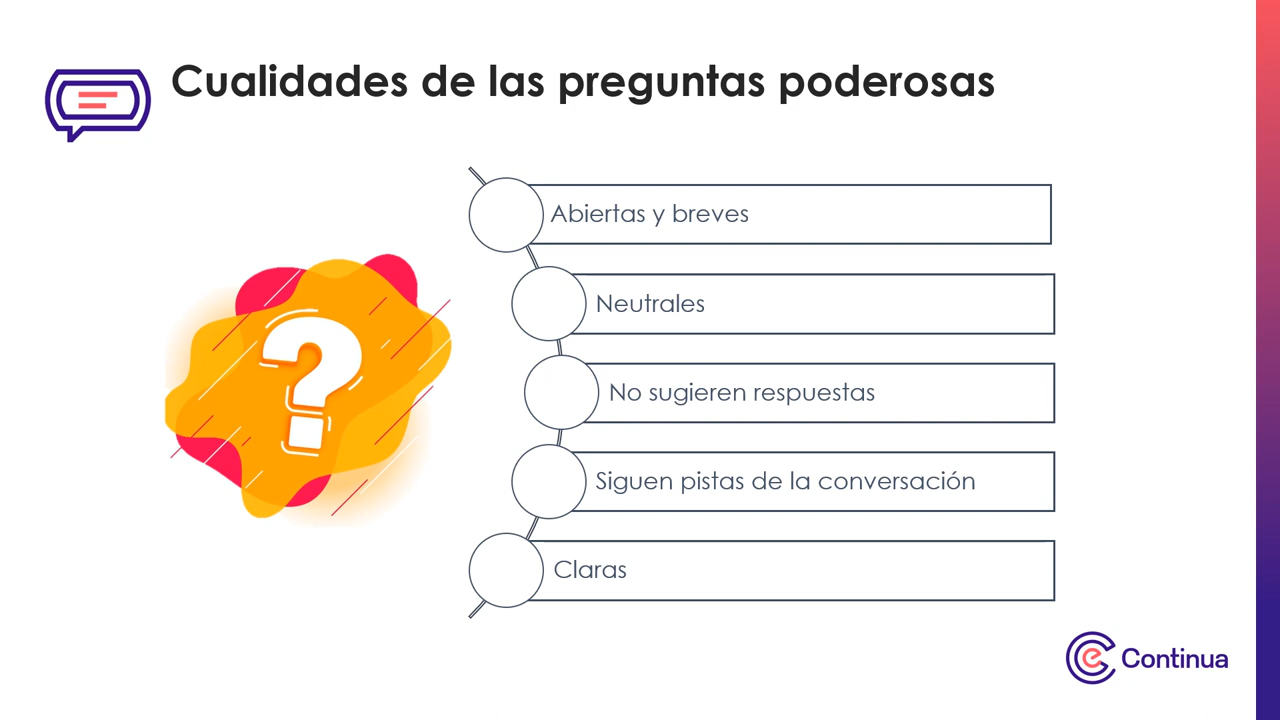 Cualidades de las preguntas poderosas
Abiertas y breves
Neutrales
No sugieren respuestas
Siguen pistas de la conversación
Claras
?
e Continua